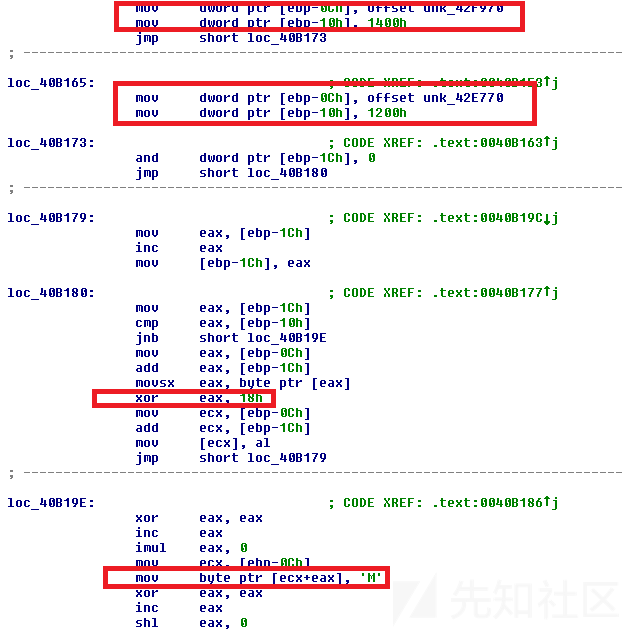 mov dword ptr [ebp-0Ch], offset unk_42F970
mov dword ptr [ebp-10h], 1400h
jmp short loc_40B173
; ---------------------------------------------------------------------------
loc_40B165: ; CODE XREF: .text:0040B153↑j
mov dword ptr [ebp-0Ch], offset unk_42E770
mov dword ptr [ebp-10h], 1200h
loc_40B173: ; CODE XREF: .text:0040B163↑j
and dword ptr [ebp-1Ch], 0
jmp short loc_40B180
; ---------------------------------------------------------------------------
loc_40B179: ; CODE XREF: .text:0040B19C↓j
mov eax, [ebp-1Ch]
inc eax
mov [ebp-1Ch], eax
loc_40B180: ; CODE XREF: .text:0040B177↑j
mov eax, [ebp-1Ch]
cmp eax, [ebp-10h]
jnb short loc_40B19E
mov eax, [ebp-0Ch]
add eax, [ebp-1Ch]
movsx eax, byte ptr [eax]
xor eax, 18h
mov ecx, [ebp-0Ch]
add ecx, [ebp-1Ch]
mov [ecx], al
jmp short loc_40B179
; ---------------------------------------------------------------------------
loc_40B19E: ; CODE XREF: .text:0040B186↑j
xor eax, eax
inc eax
imul eax, 0
mov ecx, [ebp-0Ch]
mov byte ptr [ecx+eax], 'M'
xor eax, eax
inc eax
shl eax, 0
先知社区